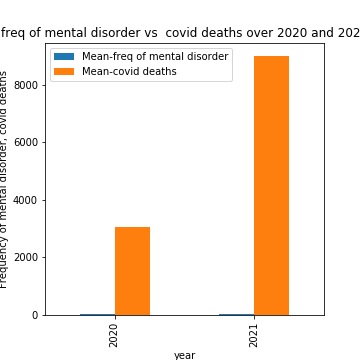 freq of mental disorder vs covid deaths over 2020 and 202
Mean-freq of mental disorder
Mean-covid deaths
Frequency of mental disorder, covid deaths
8000
6000
4000
2000
0
2020
2021
year